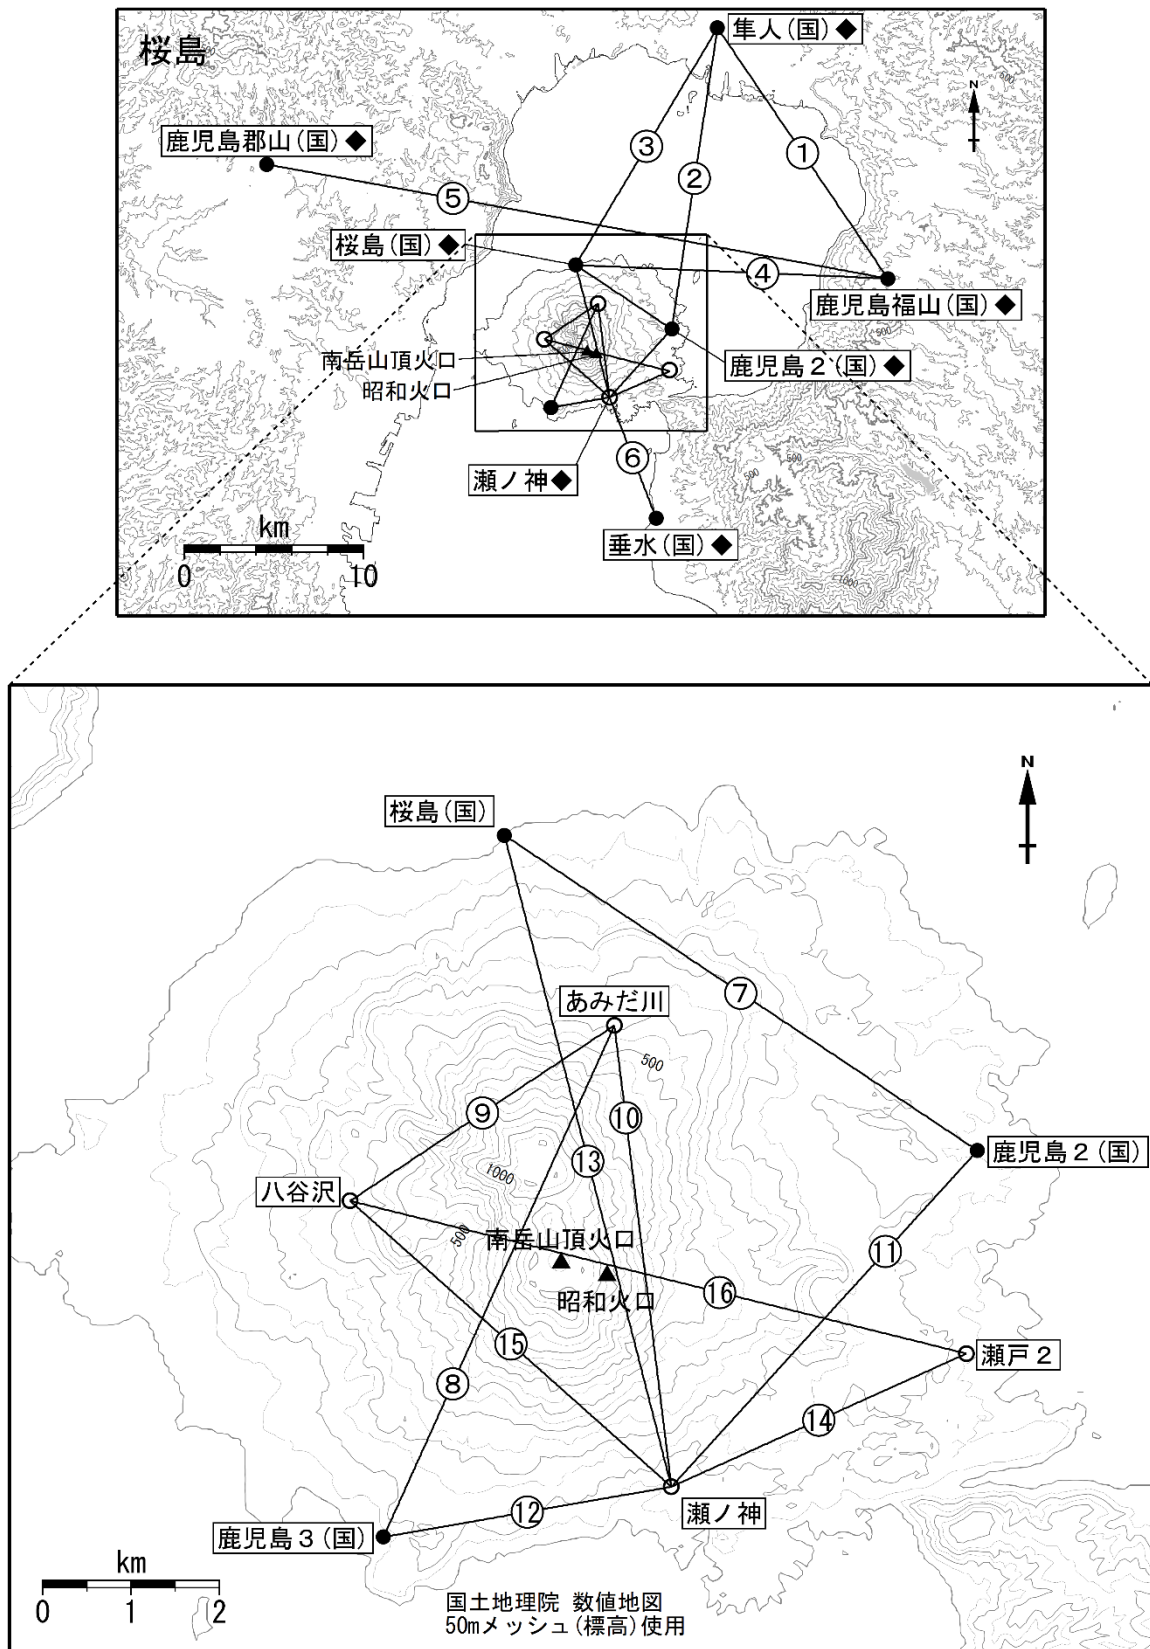 桜島
隼人(国)◆
鹿児島郡山(国)◆
③
①
②
⑤
桜島(国)◆
④
鹿児島福山(国)◆
500
500
南岳山頂火口
昭和火口
鹿児島2(国)◆
⑥
500
500
瀬ノ神◆
km
0 10
垂水(国)◆
1000
N
桜島(国)
⑦
あみだ川
500
⑨
⑩
鹿児島2(国)
⑬
1000
八谷沢
500
南岳山頂火口
⑪
昭和火口
⑯
⑮
瀬戸2
⑧
⑭
瀬ノ神
⑫
鹿児島3(国)
km
0 1 2
国土地理院 数値地図
50mメッシュ(標高)使用